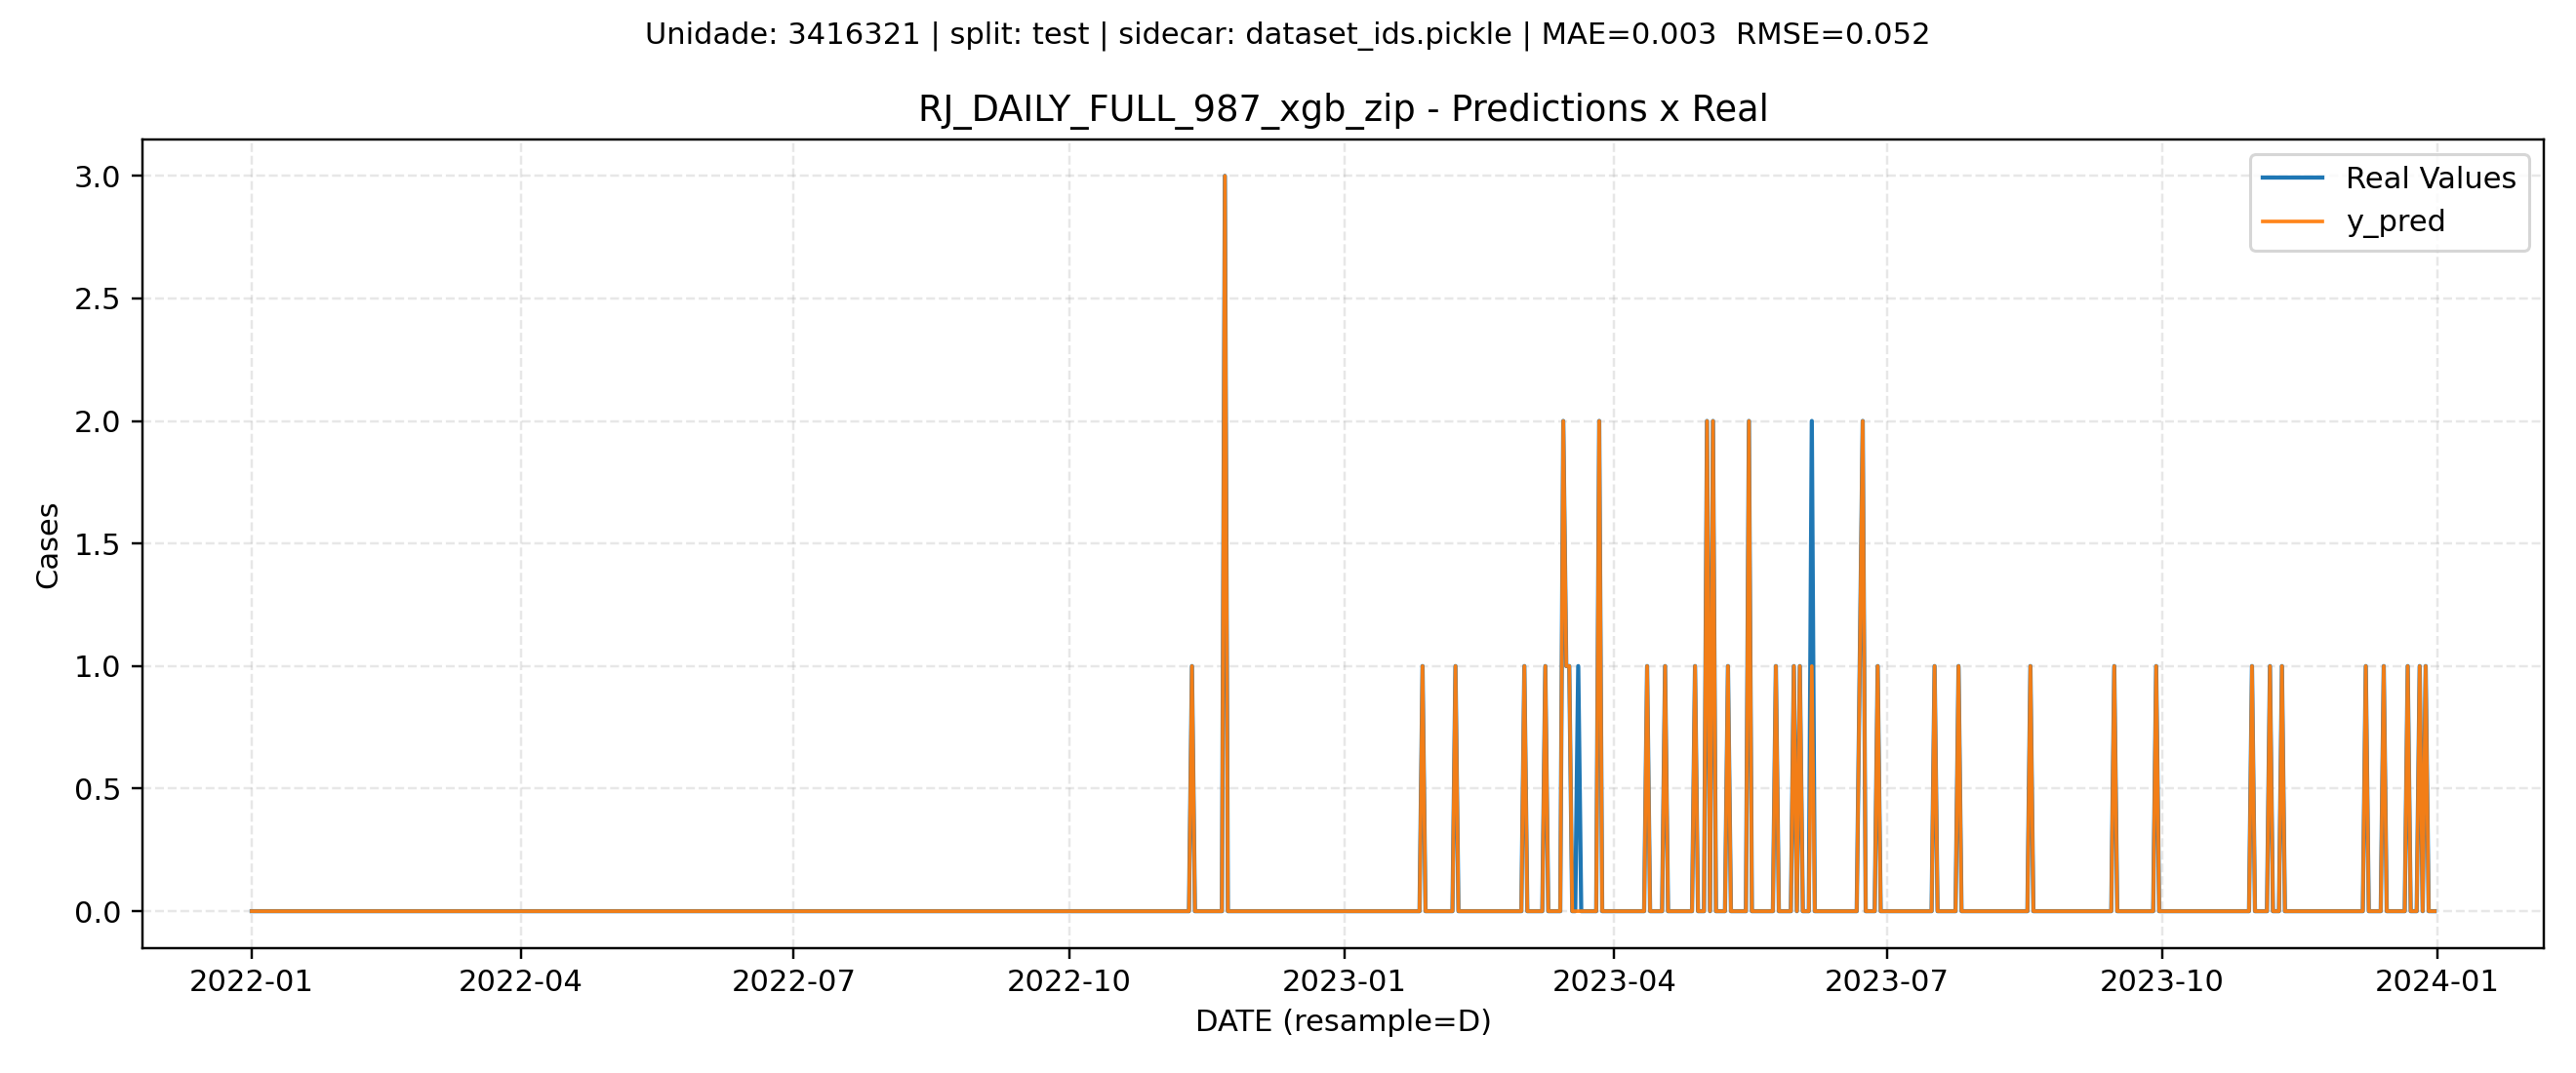 Unidade: 3416321 | split: test | sidecar: dataset_ids.pickle | MAE=0.003  RMSE=0.052
RJ_DAILY_FULL_987_xgb_zip - Predictions x Real
Real Values
y_pred
Cases
3.0
2.5
2.0
1.5
1.0
0.5
0.0
2022-01 2022-04 2022-07 2022-10 2023-01 2023-04 2023-07 2023-10 2024-01
DATE (resample=D)